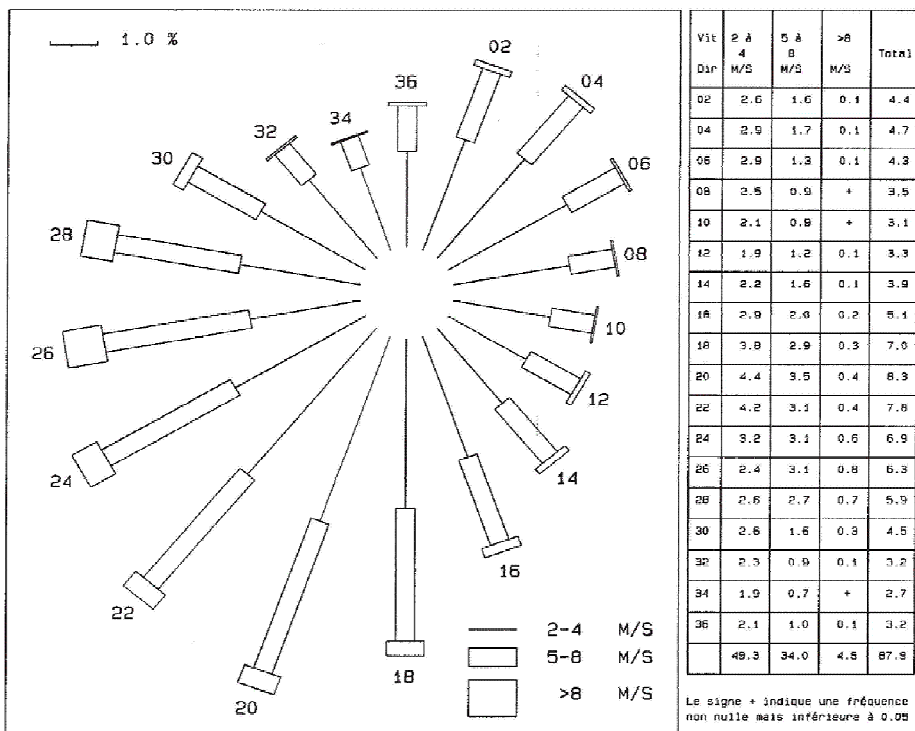 1.0 %
02
04
06
08
10
12
14
16
18
20
22
24
26
28
30
32
34
36
2-4 M/S
5-8 M/S
>8 M/S
Vit 2 à 5 à >8 Total
4 8
Dir M/S M/S M/S
02 2.6 1.6 0.1 4.4
04 2.9 1.7 0.1 4.7
06 2.9 1.3 0.1 4.3
08 2.5 0.9 + 3.5
10 2.1 0.9 + 3.1
12 1.9 1.2 0.1 3.3
14 2.2 1.6 0.1 3.9
16 2.9 2.0 0.2 5.1
18 3.8 2.9 0.3 7.0
20 4.4 3.5 0.4 8.3
22 4.2 3.1 0.4 7.8
24 3.2 3.1 0.6 6.9
26 2.4 3.1 0.8 6.3
28 2.6 2.7 0.7 5.9
30 2.6 1.6 0.3 4.5
32 2.3 0.9 0.1 3.2
34 1.9 0.7 + 2.7
36 2.1 1.0 0.1 3.2
49.3 34.0 4.5 87.9
Le signe + indique une fréquence
non nulle mais inférieure à 0.05